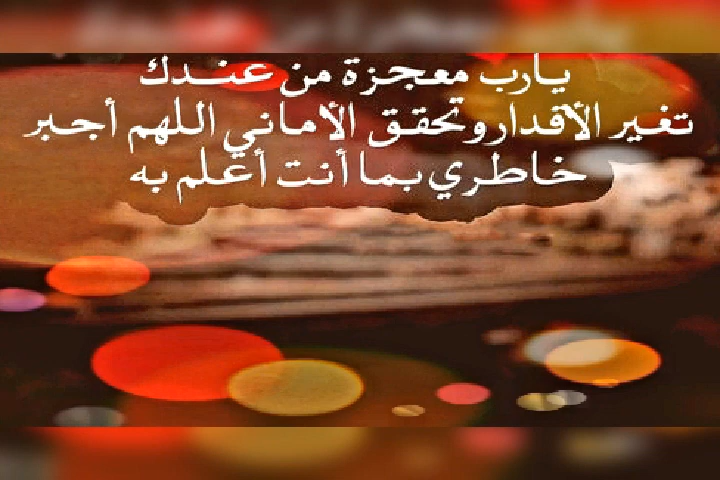 يارب معجزة من عندك
تغير الأقدار وتحقق الأماني اللهم أجبر
خاطري بما أنت أعلم به